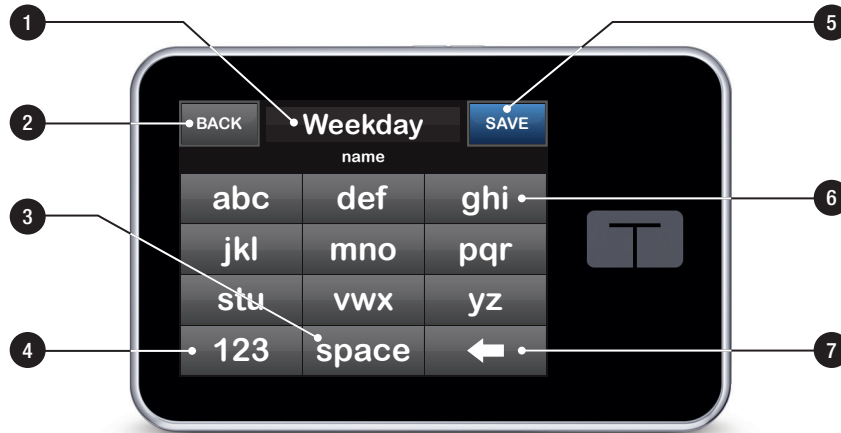 1
5
2
BACK
Weekday
SAVE
name
abc def ghi
6
3
jkl mno pqr
stu vwx yz
4
123 space
7